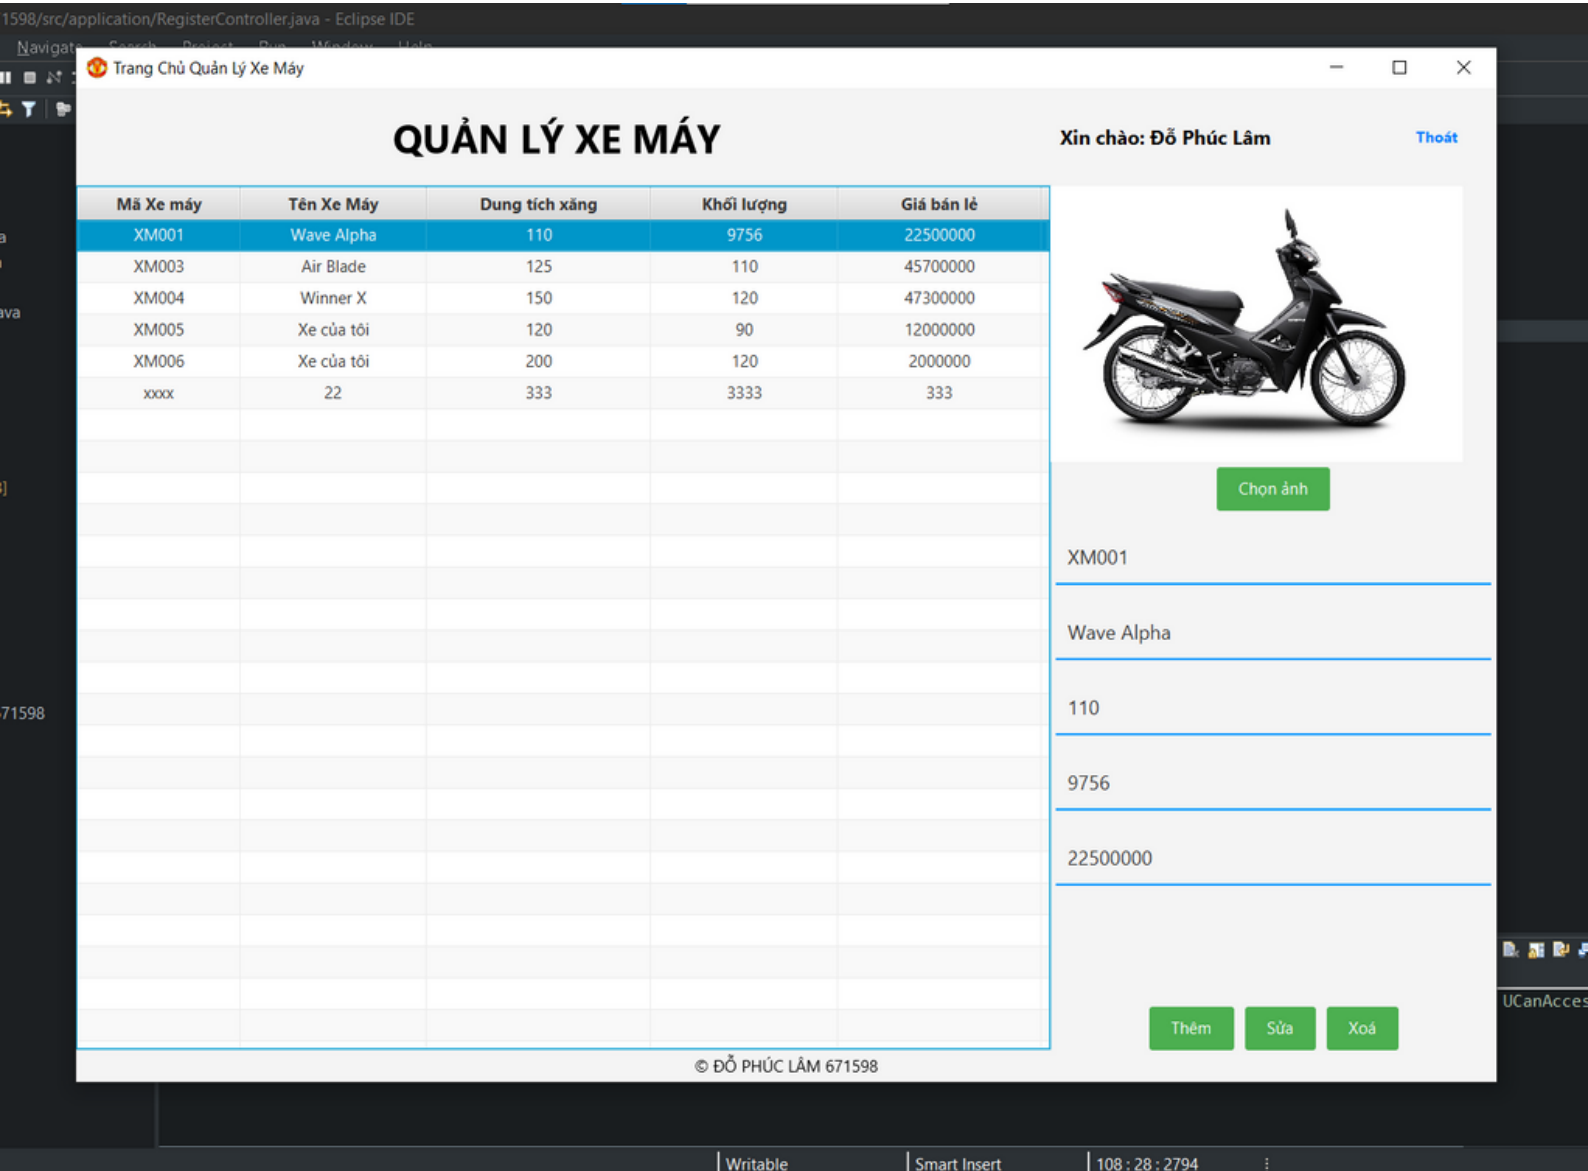 1598/src/application/RegisterController.java - Eclipse IDE
Navigate Search Project Run Window Help
Trang Chủ Quản Lý Xe Máy
QUẢN LÝ XE MÁY
Xin chào: Đỗ Phúc Lâm
Thoát
Mã Xe máy Tên Xe Máy Dung tích xăng Khối lượng Giá bán lẻ
XM001 Wave Alpha 110 9756 22500000
XM003 Air Blade 125 110 45700000
XM004 Winner X 150 120 47300000
XM005 Xe của tôi 120 90 12000000
XM006 Xe của tôi 200 120 2000000
xxxx 22 333 3333 333
Chọn ảnh
XM001
Wave Alpha
110
9756
22500000
Thêm Sửa Xoá
© ĐỖ PHÚC LÂM 671598
ava
671598
UCanAcces
Writable Smart Insert 108 : 28 : 2794